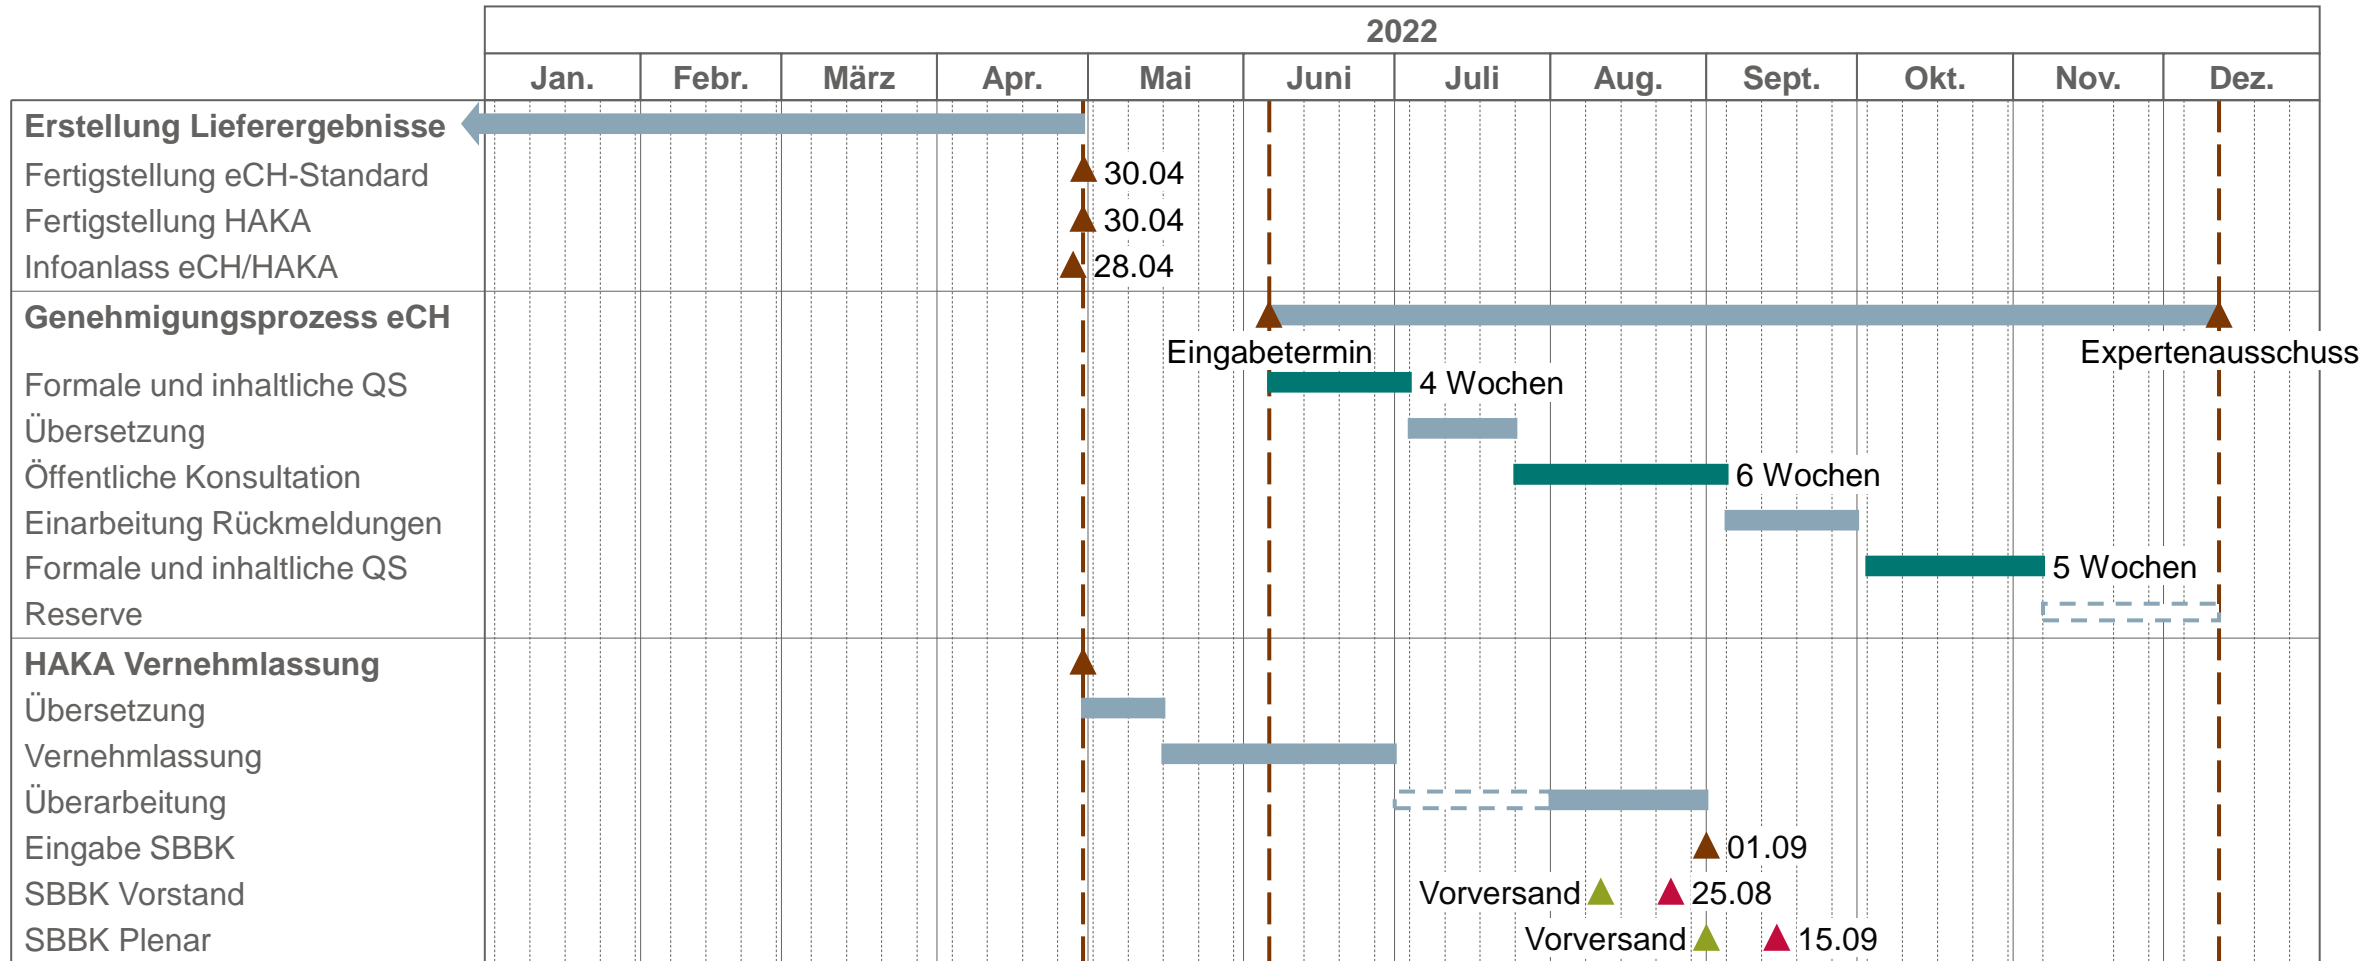 2022
Jan. Febr. März Apr. Mai Juni Juli Aug. Sept. Okt. Nov. Dez.
Erstellung Lieferergebnisse
Fertigstellung eCH-Standard 30.04
Fertigstellung HAKA 30.04
Infoanlass eCH/HAKA 28.04
Genehmigungsprozess eCH
Eingabetermin Expertenausschuss
Formale und inhaltliche QS 4 Wochen
Übersetzung
Öffentliche Konsultation 6 Wochen
Einarbeitung Rückmeldungen
Formale und inhaltliche QS 5 Wochen
Reserve
HAKA Vernehmlassung
Übersetzung
Vernehmlassung
Überarbeitung
Eingabe SBBK 01.09
SBBK Vorstand Vorversand 25.08
SBBK Plenar Vorversand 15.09